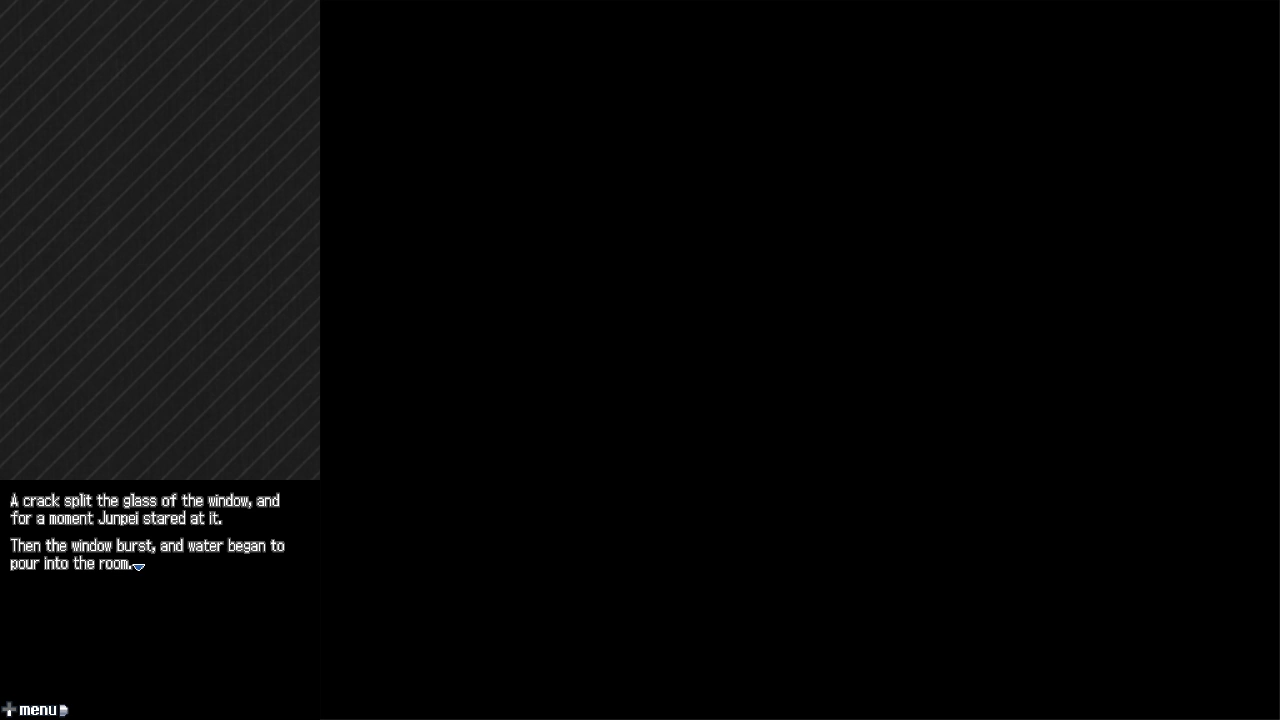 A crack split the glass of the window, and
for a moment Junpei stared at it.
Then the window burst, and water began to
pour into the room.
menu